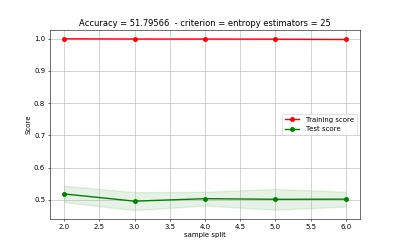 Accuracy = 51.79566 - criterion = entropy estimators = 25
1.0
0.9
0.8
0.7
0.6
0.5
Score
Training score
Test score
2.0 2.5 3.0 3.5 4.0 4.5 5.0 5.5 6.0
sample split